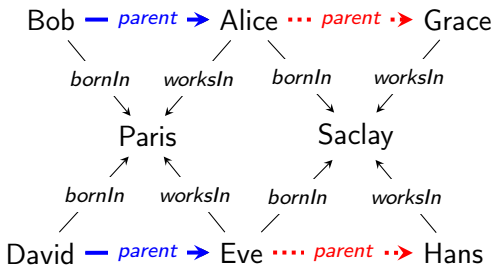 Bob parent Alice parent Grace
bornIn worksIn bornIn worksIn
Paris Saclay
bornIn worksIn bornIn worksIn
David parent Eve parent Hans